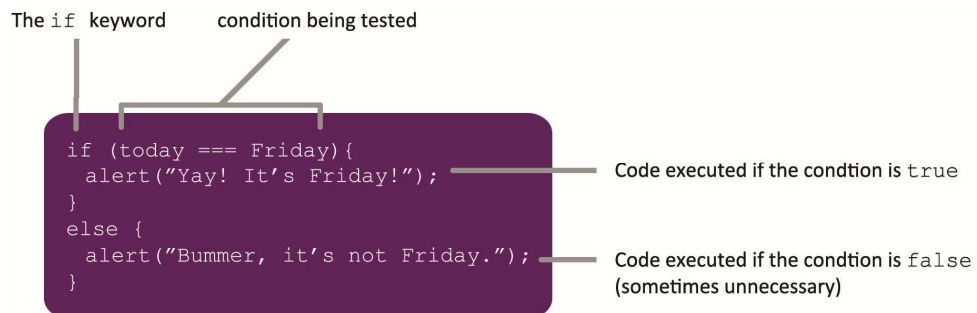 The if keyword
condition being tested
if (today === Friday){
alert("Yay! It's Friday!");
}
else {
alert("Bummer, it's not Friday.");
}
Code executed if the condtion is true
Code executed if the condtion is false
(sometimes unnecessary)